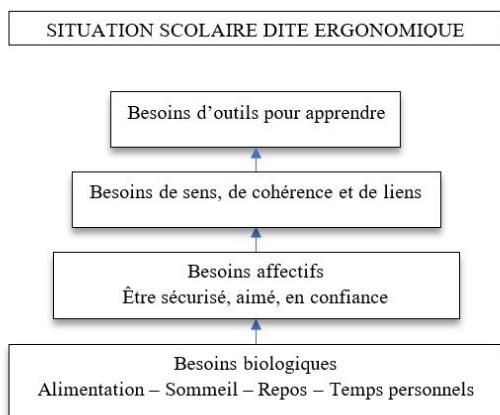 SITUATION SCOLAIRE DITE ERGONOMIQUE
Besoins d’outils pour apprendre
Besoins de sens, de cohérence et de liens
Besoins affectifs
Être sécurisé, aimé, en confiance
Besoins biologiques
Alimentation – Sommeil – Repos – Temps personnels